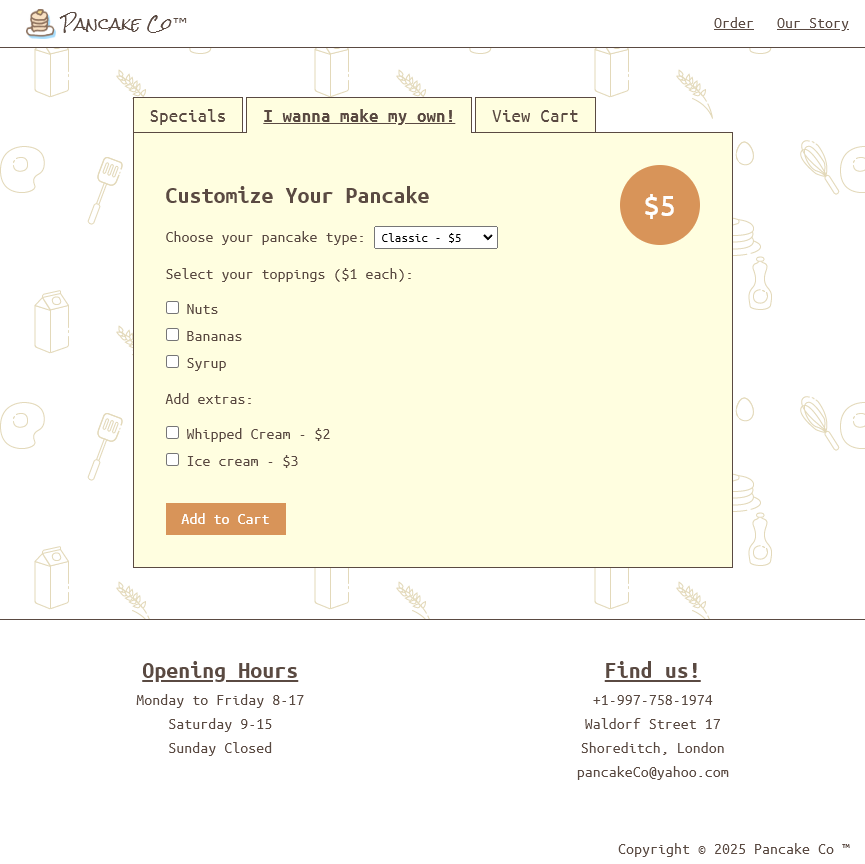 Pancake Co™
Order Our Story
Specials I wanna make my own! View Cart
$5
Customize Your Pancake
Choose your pancake type: Classic - $5
Select your toppings ($1 each):
Nuts
Bananas
Syrup
Add extras:
Whipped Cream - $2
Ice cream - $3
Add to Cart
Opening Hours
Monday to Friday 8-17
Saturday 9-15
Sunday Closed
Find us!
+1-997-758-1974
Waldorf Street 17
Shoreditch, London
pancakeCo@yahoo.com
Copyright © 2025 Pancake Co ™